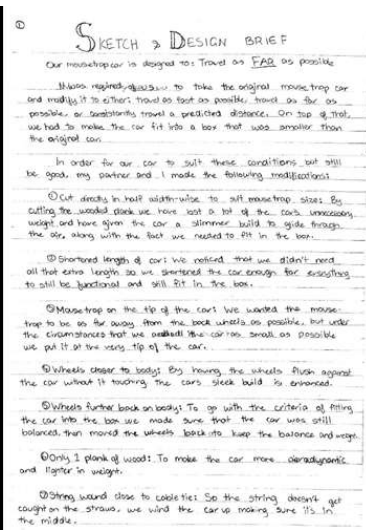 ①
SKETCH & DESIGN BRIEF
Our mousetrap car is designed to: Travel as FAR as possible
It was required of us to take the original mouse trap car
and modify it to either: travel as fast as possible, travel as far as
possible, or consistantly travel a predicted distance. On top of that,
we had to make the car fit into a box that was smaller than
the original car.
In order for our car to suit these conditions but still
be good, my partner and I made the following modifications:
① Cut directly in half width-wise to suit mouse trap size: By
cutting the wooded plank we have lost a lot of the cars unnecessary
weight and have given the car a slimmer build to glide through
the air, along with the fact we needed to fit in the box.
② Shortened length of car: We noticed that we didn't need
all that extra length so we shortened the car enough for everything
to still be functional and still fit in the box.
③ Mousetrap on the tip of the car: We wanted the mouse-
trap to be as far away from the back wheels as possible, but under
the circumstances that we the car as small as possible
we put it at the very tip of the car.
④ Wheels closer to body: By having the wheels flush against
the car without it touching the cars sleek build is enhanced.
⑤ Wheels further back on body: To go with the criteria of fitting
the car into the box we made sure that the car was still
balanced, then moved the wheels back to keep the balance and weight.
⑥ Only 1 plank of wood: To make the car more
and lighter in weight.
⑦ String wound close to cable ties: So the string doesn't get
caught on the straws, we wind the car up making sure it's in
the middle.